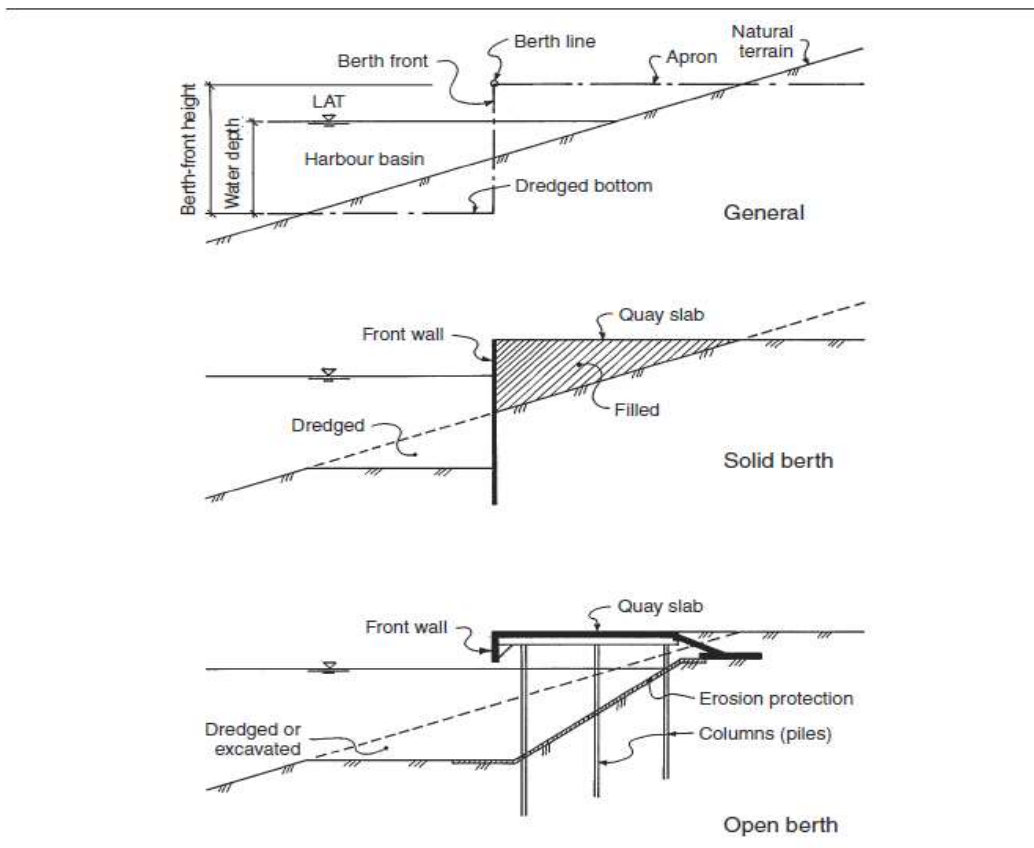 Natural
terrain
Berth line
Berth front
Apron
LAT
Berth-front height
Water depth
Harbour basin
Dredged bottom
General
Quay slab
Front wall
Filled
Dredged
Solid berth
Quay slab
Front wall
Erosion protection
Dredged or
excavated
Columns (piles)
Open berth